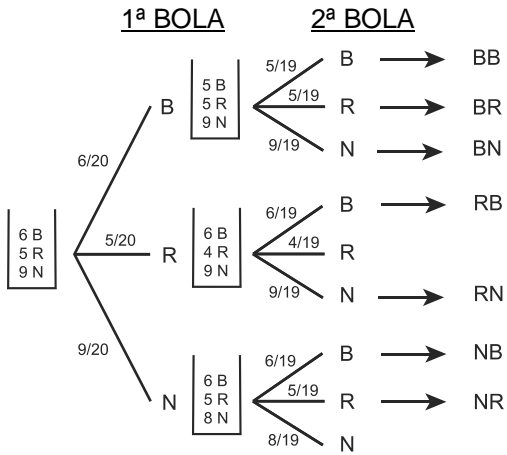 1ª BOLA 2ª BOLA
5/19 B BB
5 B
5 R
9 N
B 5/19 R BR
9/19 N BN
6/20
6/19 B RB
6 B
5 R
9 N
5/20 R
6 B
4 R
9 N
4/19 R
9/19 N RN
9/20
6/19 B NB
6 B
5 R
8 N
N 5/19 R NR
8/19 N